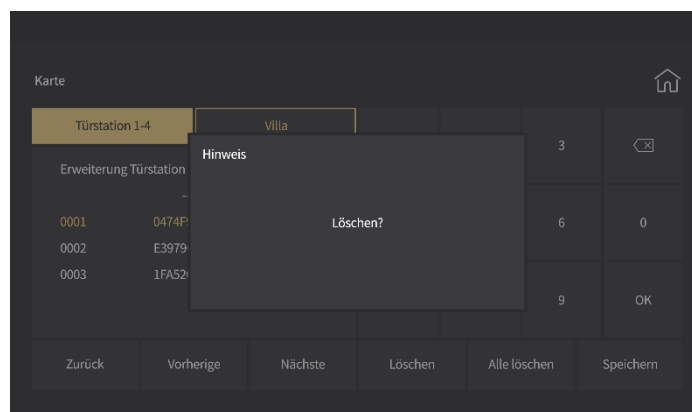 Karte
Türstation 1-4 Villa
Hinweis
3
Erweiterung Türstation
Löschen?
0001 0474F
6 0
0002 E3979
0003 1FA52
9 OK
Zurück Vorherige Nächste Löschen Alle löschen Speichern